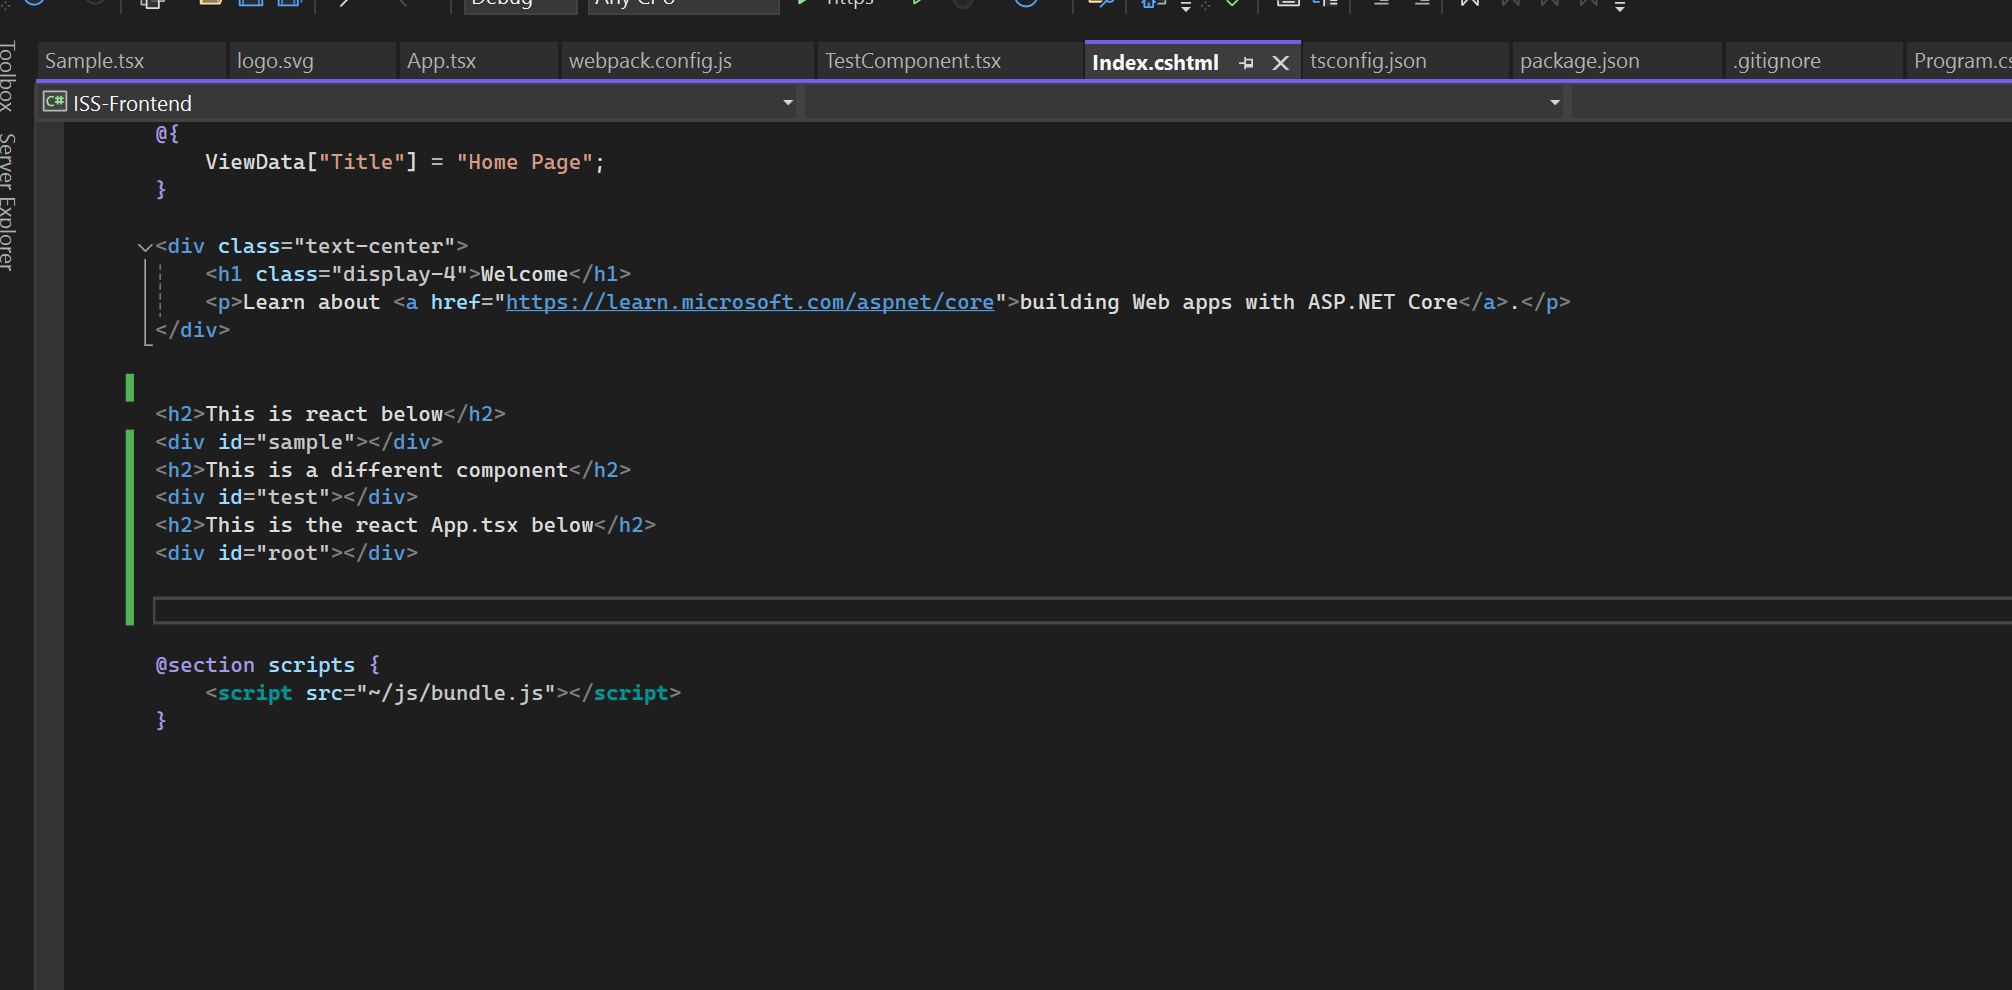 Debug Any CPU https
Sample.tsx logo.svg App.tsx webpack.config.js TestComponent.tsx Index.cshtml tsconfig.json package.json .gitignore Program.cs
Toolbox
Server Explorer
C# ISS-Frontend
@{
    ViewData["Title"] = "Home Page";
}
<div class="text-center">
    <h1 class="display-4">Welcome</h1>
    <p>Learn about <a href="https://learn.microsoft.com/aspnet/core">building Web apps with ASP.NET Core</a>.</p>
</div>
<h2>This is react below</h2>
<div id="sample"></div>
<h2>This is a different component</h2>
<div id="test"></div>
<h2>This is the react App.tsx below</h2>
<div id="root"></div>
@section scripts {
    <script src="~/js/bundle.js"></script>
}